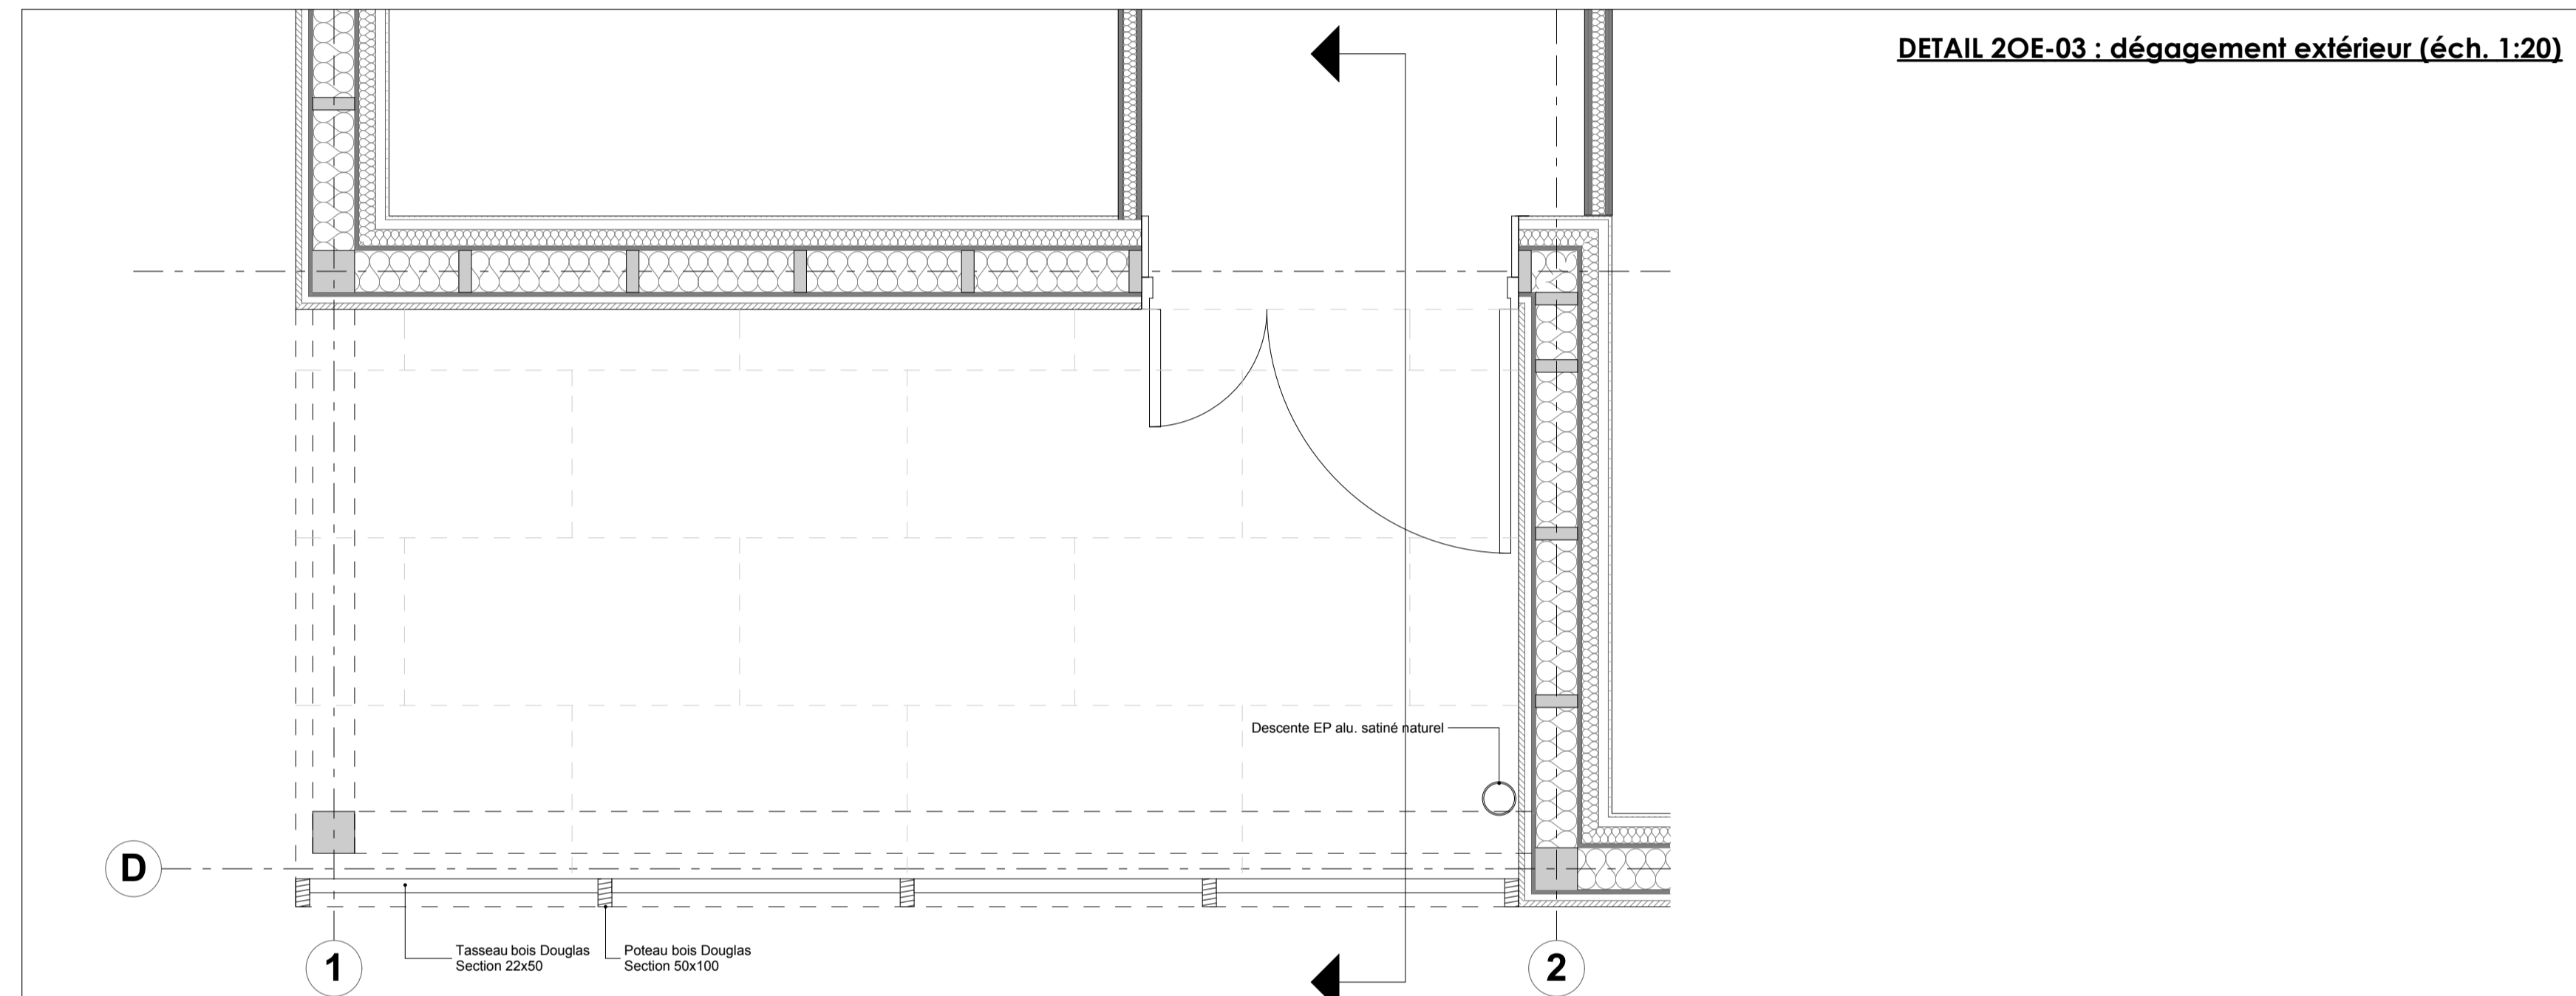 DETAIL 2OE-03 : dégagement extérieur (éch. 1:20)
Descente EP alu. satiné naturel
D
Tasseau bois Douglas
Section 22x50
Poteau bois Douglas
Section 50x100
1
2